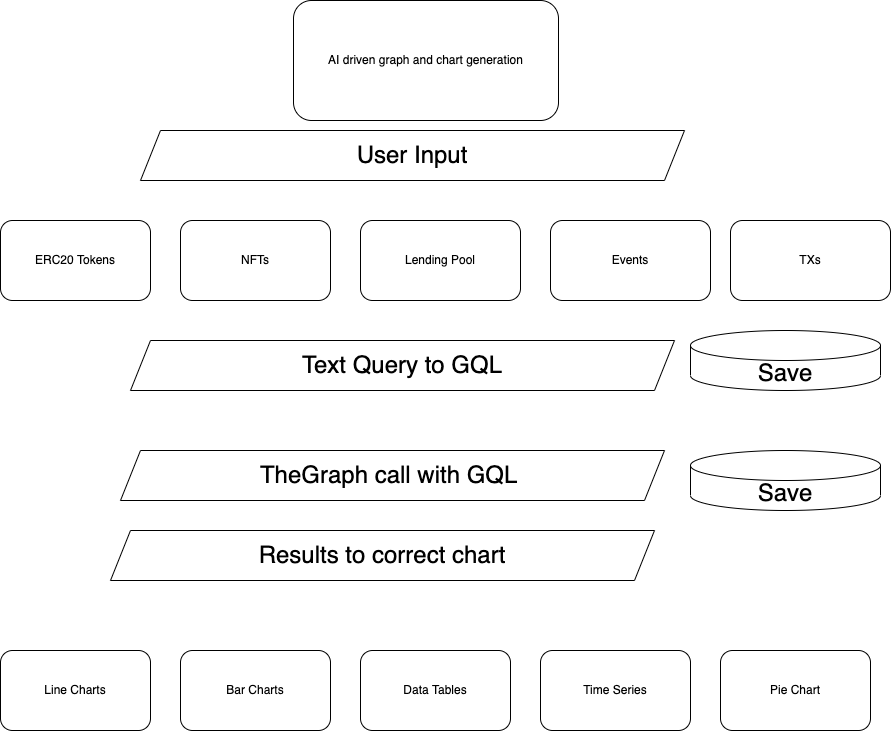 AI driven graph and chart generation
User Input
ERC20 Tokens
NFTs
Lending Pool
Events
TXs
Text Query to GQL
Save
TheGraph call with GQL
Save
Results to correct chart
Line Charts
Bar Charts
Data Tables
Time Series
Pie Chart